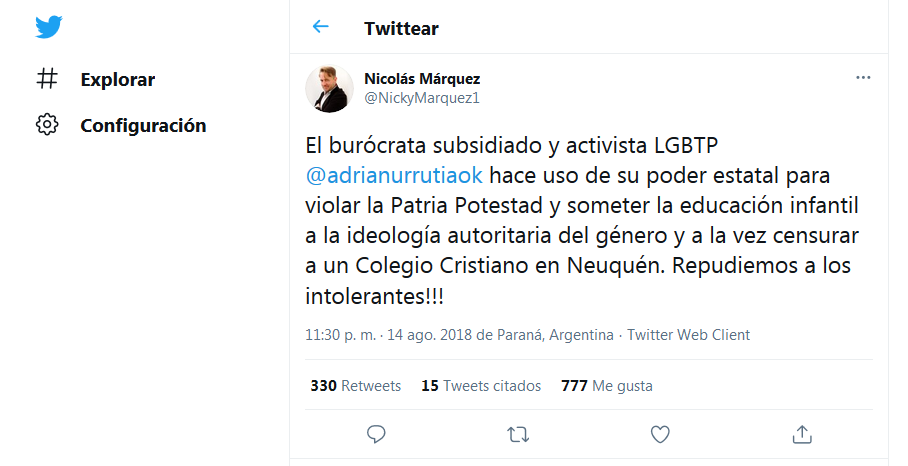 Twittear
Explorar
Configuración
Nicolás Márquez
@NickyMarquez1
El burócrata subsidiado y activista LGBTP
@adrianurrutiaok hace uso de su poder estatal para
violar la Patria Potestad y someter la educación infantil
a la ideología autoritaria del género y a la vez censurar
a un Colegio Cristiano en Neuquén. Repudiemos a los
intolerantes!!!
11:30 p. m. · 14 ago. 2018 de Paraná, Argentina · Twitter Web Client
330 Retweets 15 Tweets citados 777 Me gusta